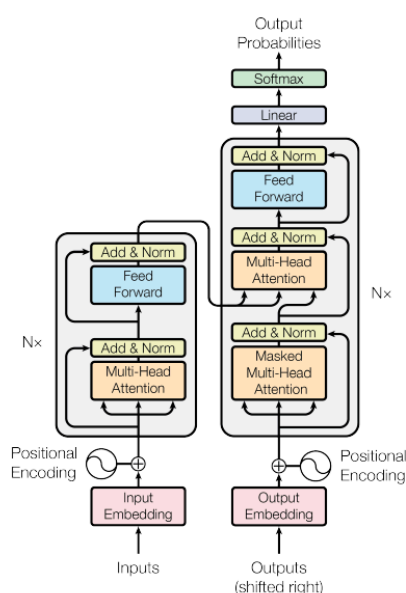 Output
Probabilities
Softmax
Linear
Add & Norm
Feed
Forward
Add & Norm
Multi-Head
Attention
Nx
Add & Norm
Masked
Multi-Head
Attention
Add & Norm
Feed
Forward
Nx
Add & Norm
Multi-Head
Attention
Positional
Encoding
Positional
Encoding
Input
Embedding
Output
Embedding
Inputs
Outputs
(shifted right)